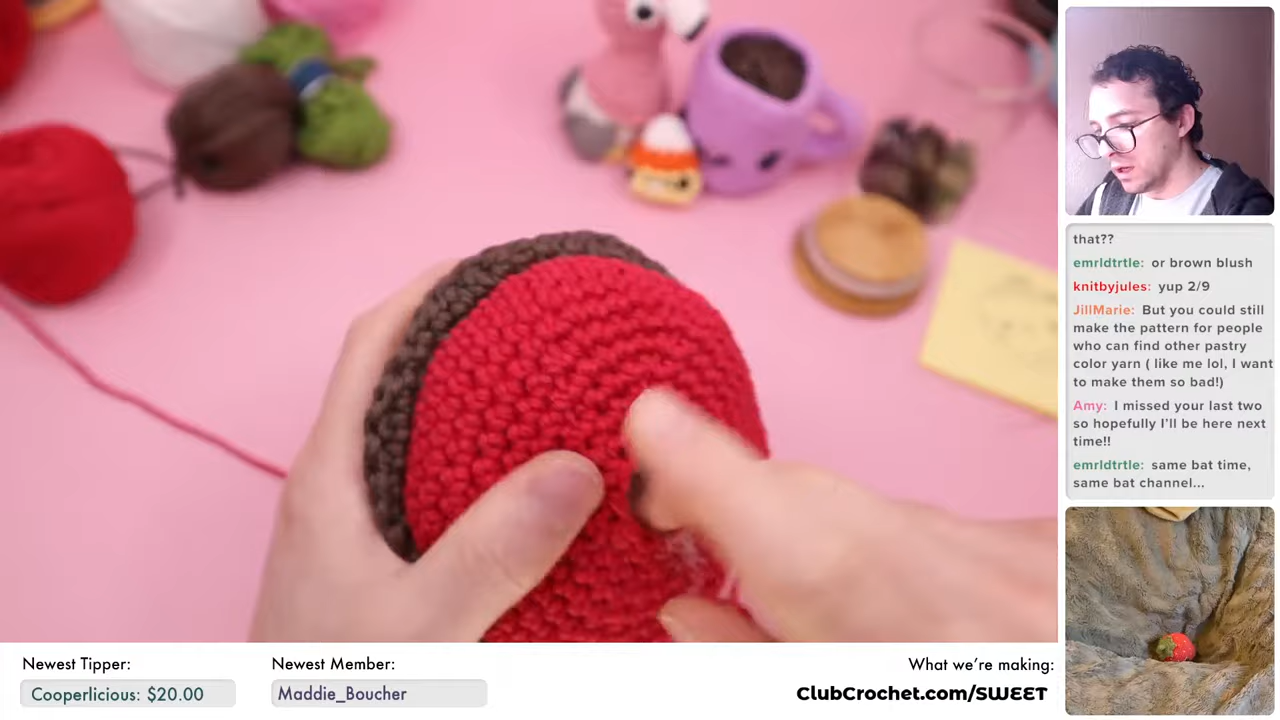 that??
emrldtrtle: or brown blush
knitbyjules: yup 2/9
JillMarie: But you could still
make the pattern for people
who can find other pastry
color yarn ( like me lol, I want
to make them so bad!)
Amy: I missed your last two
so hopefully I'll be here next
time!!
emrldtrtle: same bat time,
same bat channel...
Newest Tipper:
Cooperlicious: $20.00
Newest Member:
Maddie_Boucher
What we're making:
ClubCrochet.com/SWEET